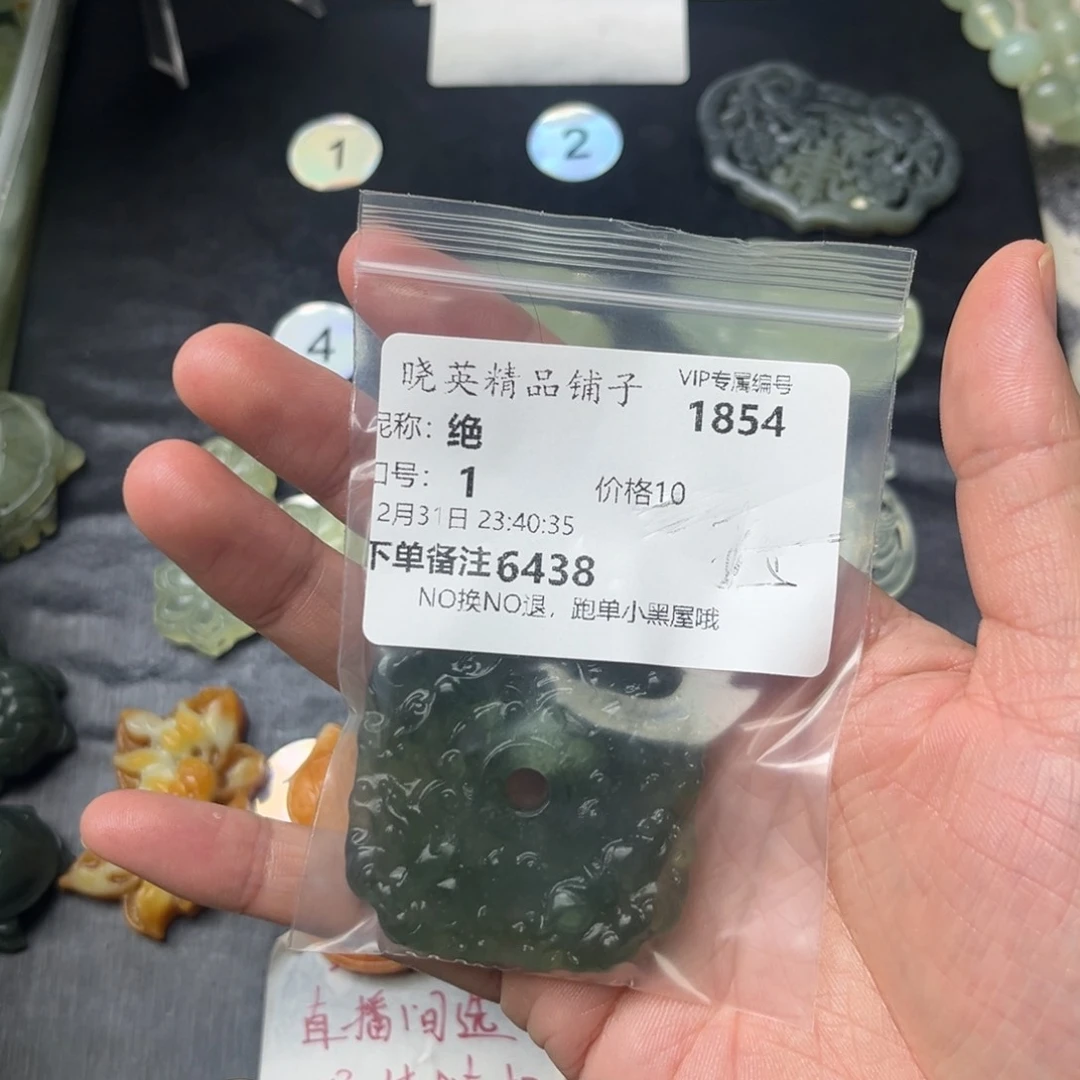 1
2
4
晓英精品铺子
VIP专属编号
1854
昵称：绝
口号： 1
价格10
2月31日 23:40:35
下单备注6438
NO换NO退，跑单小黑屋哦
直播间选